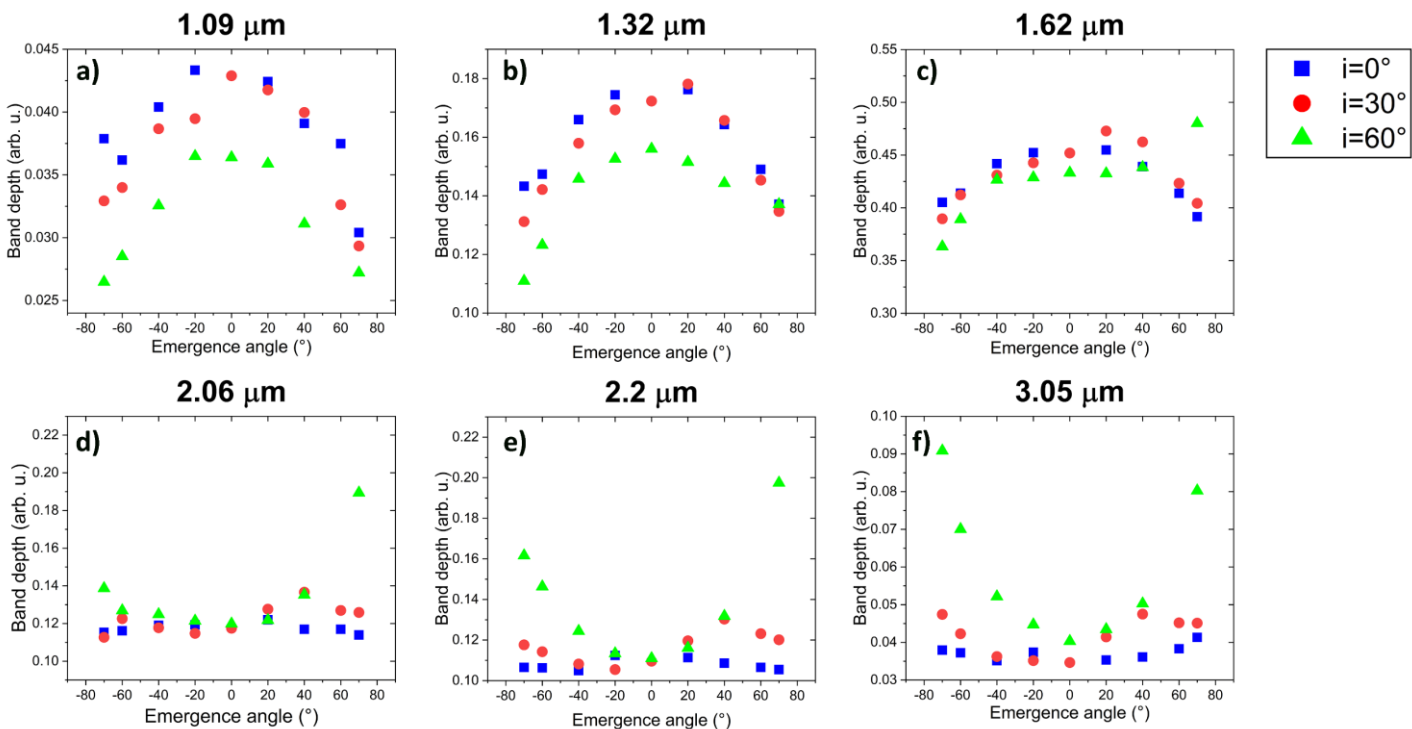 1.09 μm
1.32 μm
1.62 μm
a)
b)
c)
Band depth (arb. u.)
0.045
0.040
0.035
0.030
0.025
-80 -60 -40 -20 0 20 40 60 80
Emergence angle (°)
Band depth (arb. u.)
0.18
0.16
0.14
0.12
0.10
-80 -60 -40 -20 0 20 40 60 80
Emergence angle (°)
Band depth (arb. u.)
0.55
0.50
0.45
0.40
0.35
0.30
-80 -60 -40 -20 0 20 40 60 80
Emergence angle (°)
i=0°
i=30°
i=60°
2.06 μm
2.2 μm
3.05 μm
d)
e)
f)
Band depth (arb. u.)
0.22
0.20
0.18
0.16
0.14
0.12
0.10
-80 -60 -40 -20 0 20 40 60 80
Emergence angle (°)
Band depth (arb. u.)
0.22
0.20
0.18
0.16
0.14
0.12
0.10
-80 -60 -40 -20 0 20 40 60 80
Emergence angle (°)
Band depth (arb. u.)
0.10
0.09
0.08
0.07
0.06
0.05
0.04
0.03
-80 -60 -40 -20 0 20 40 60 80
Emergence angle (°)